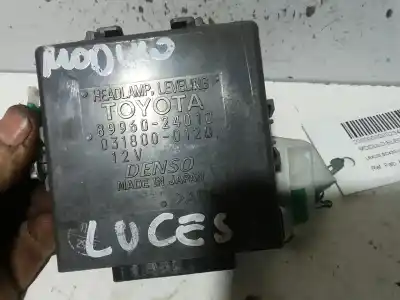 MODULO
HEADLAMP, LEVELING
TOYOTA
89960-24010
031800-0120
12V
DENSO
MADE IN JAPAN
LUCES